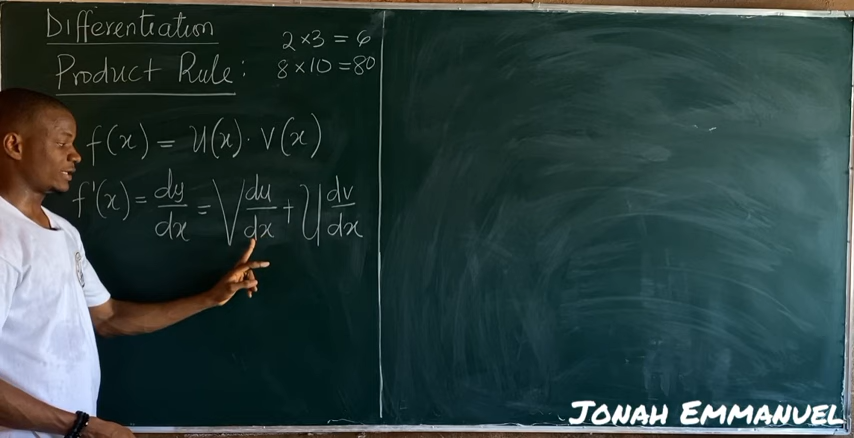 Differentiation
2 × 3 = 6
Product Rule:
8 × 10 = 80
f(x) = U(x) · V(x)
f'(x) = dy/dx = V du/dx + U dv/dx
JONAH EMMANUEL